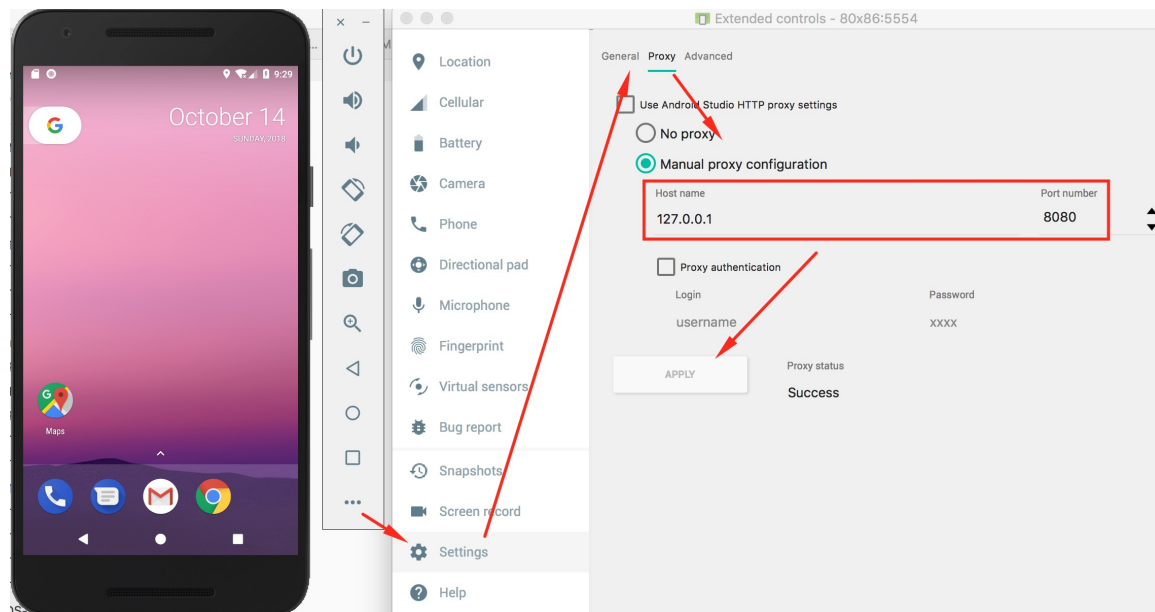 9:29
October 14
SUNDAY, 2018
G
Maps
Extended controls - 80x86:5554
Location
Cellular
Battery
Camera
Phone
Directional pad
Microphone
Fingerprint
Virtual sensors
Bug report
Snapshots
Screen record
Settings
Help
General Proxy Advanced
Use Android Studio HTTP proxy settings
No proxy
Manual proxy configuration
Host name Port number
127.0.0.1 8080
Proxy authentication
Login Password
username xxxx
APPLY
Proxy status
Success